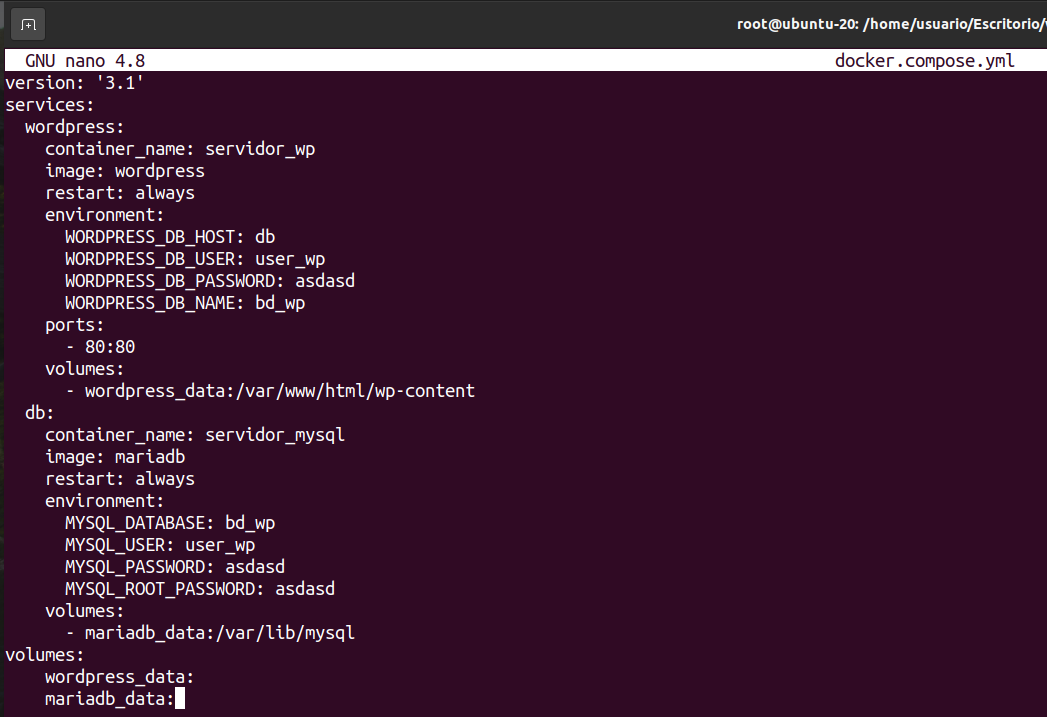 root@ubuntu-20: /home/usuario/Escritorio/
GNU nano 4.8 docker.compose.yml
version: '3.1'
services:
  wordpress:
    container_name: servidor_wp
    image: wordpress
    restart: always
    environment:
      WORDPRESS_DB_HOST: db
      WORDPRESS_DB_USER: user_wp
      WORDPRESS_DB_PASSWORD: asdasd
      WORDPRESS_DB_NAME: bd_wp
    ports:
      - 80:80
    volumes:
      - wordpress_data:/var/www/html/wp-content
  db:
    container_name: servidor_mysql
    image: mariadb
    restart: always
    environment:
      MYSQL_DATABASE: bd_wp
      MYSQL_USER: user_wp
      MYSQL_PASSWORD: asdasd
      MYSQL_ROOT_PASSWORD: asdasd
    volumes:
      - mariadb_data:/var/lib/mysql
volumes:
    wordpress_data:
    mariadb_data: